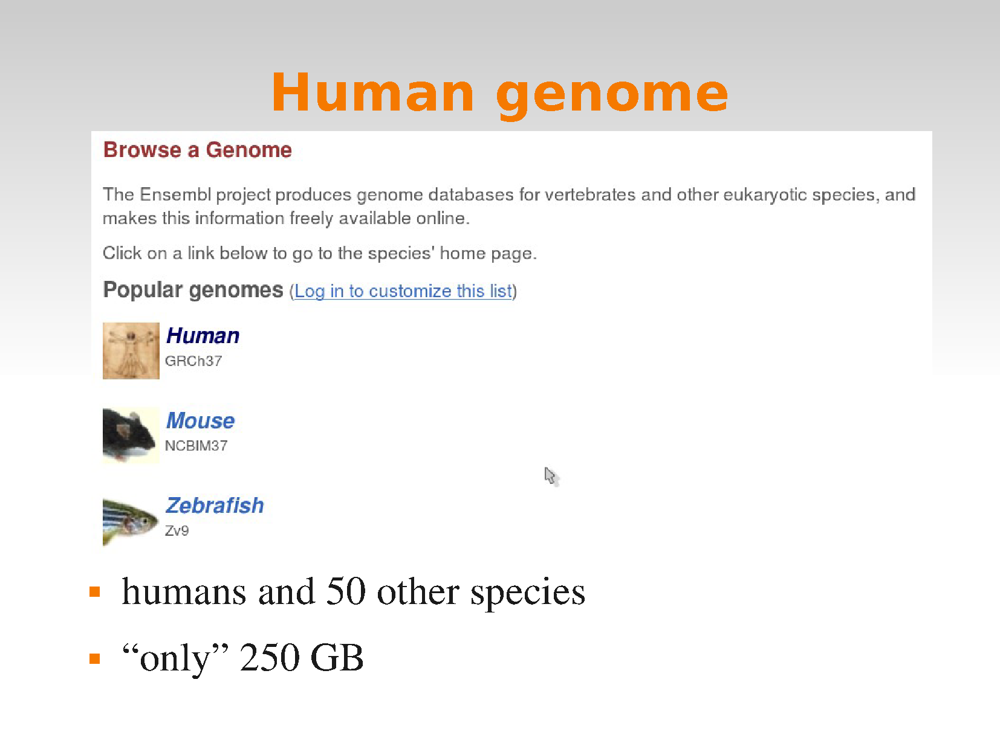 Human genome
Browse a Genome
The Ensembl project produces genome databases for vertebrates and other eukaryotic species, and
makes this information freely available online.
Click on a link below to go to the species' home page.
Popular genomes (Log in to customize this list)
Human
GRCh37
Mouse
NCBIM37
Zebrafish
Zv9
humans and 50 other species
“only” 250 GB